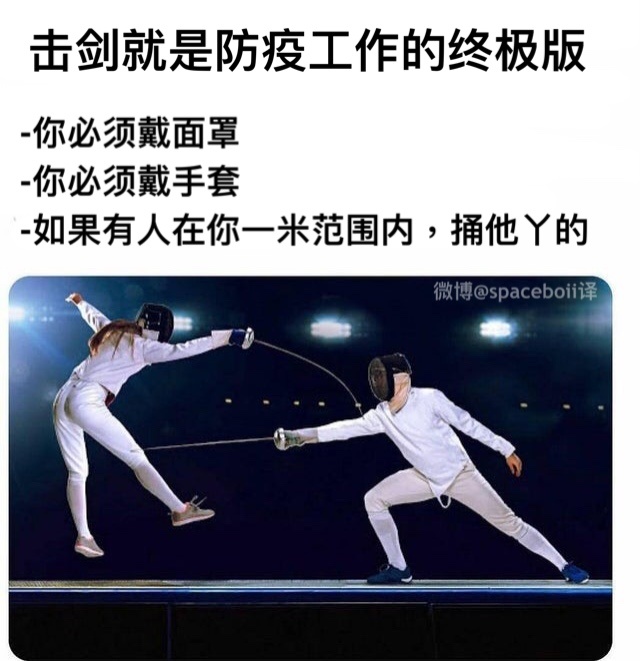 击剑就是防疫工作的终极版
-你必须戴面罩
-你必须戴手套
-如果有人在你一米范围内，捅他丫的
微博@spaceboii译